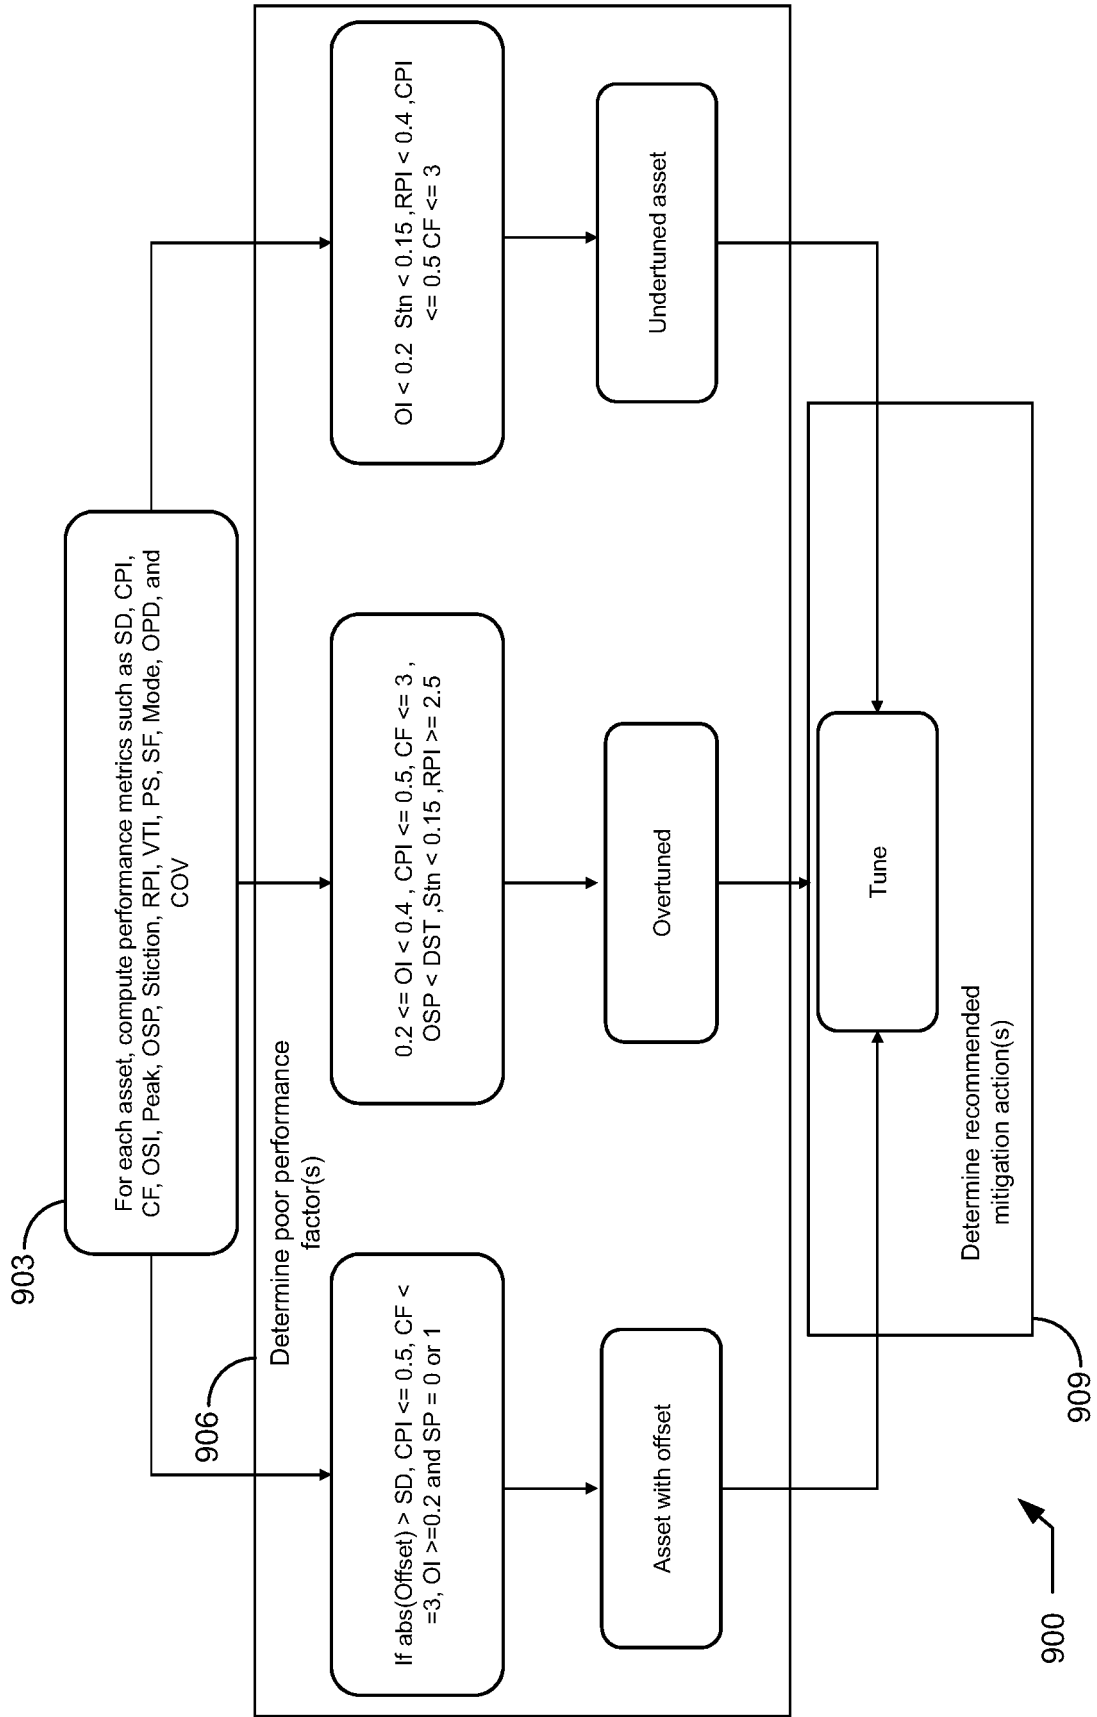 903
For each asset, compute performance metrics such as SD, CPI,
CF, OSI, Peak, OSP, Stiction, RPI, VTI, PS, SF, Mode, OPD, and
COV
906
Determine poor performance
factor(s)
If abs(Offset) > SD, CPI <= 0.5, CF <
=3, OI >=0.2 and SP = 0 or 1
0.2 <= OI < 0.4 , CPI <= 0.5, CF <= 3 ,
OSP < DST ,Stn < 0.15 ,RPI >= 2.5
OI < 0.2  Stn < 0.15 ,RPI < 0.4 ,CPI
<= 0.5 CF <= 3
Asset with offset
Overtuned
Undertuned asset
Tune
Determine recommended
mitigation action(s)
909
900